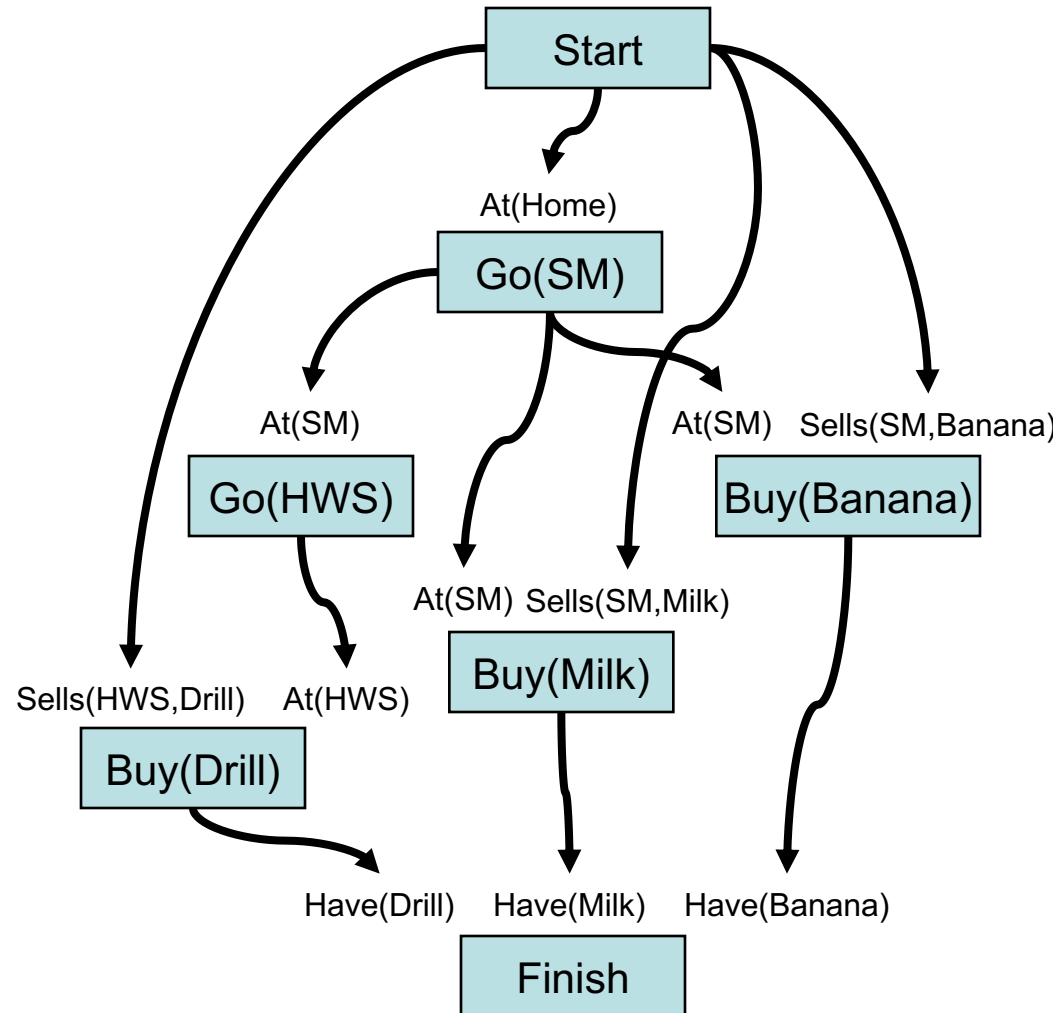 Start
At(Home)
Go(SM)
At(SM)
At(SM) Sells(SM,Banana)
Go(HWS)
Buy(Banana)
At(SM) Sells(SM,Milk)
Buy(Milk)
Sells(HWS,Drill) At(HWS)
Buy(Drill)
Have(Drill) Have(Milk) Have(Banana)
Finish